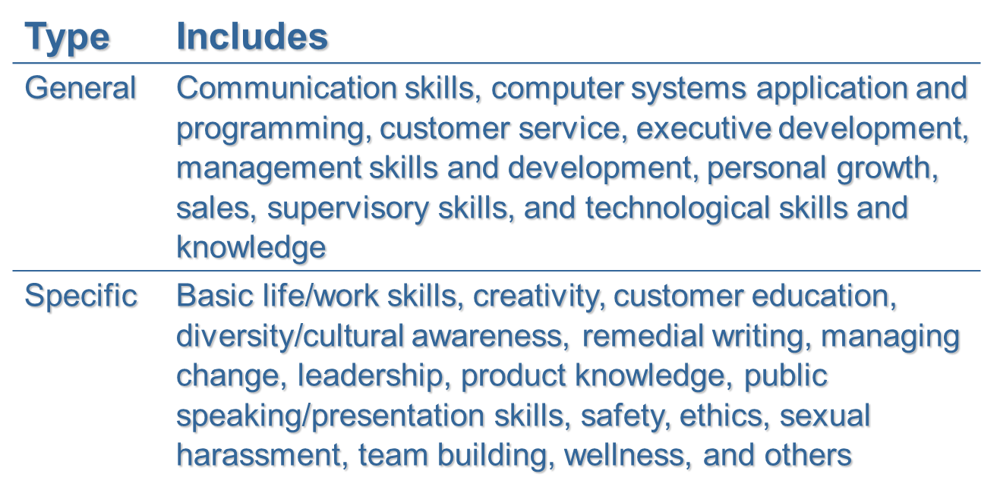 Type Includes
General Communication skills, computer systems application and
programming, customer service, executive development,
management skills and development, personal growth,
sales, supervisory skills, and technological skills and
knowledge
Specific Basic life/work skills, creativity, customer education,
diversity/cultural awareness, remedial writing, managing
change, leadership, product knowledge, public
speaking/presentation skills, safety, ethics, sexual
harassment, team building, wellness, and others